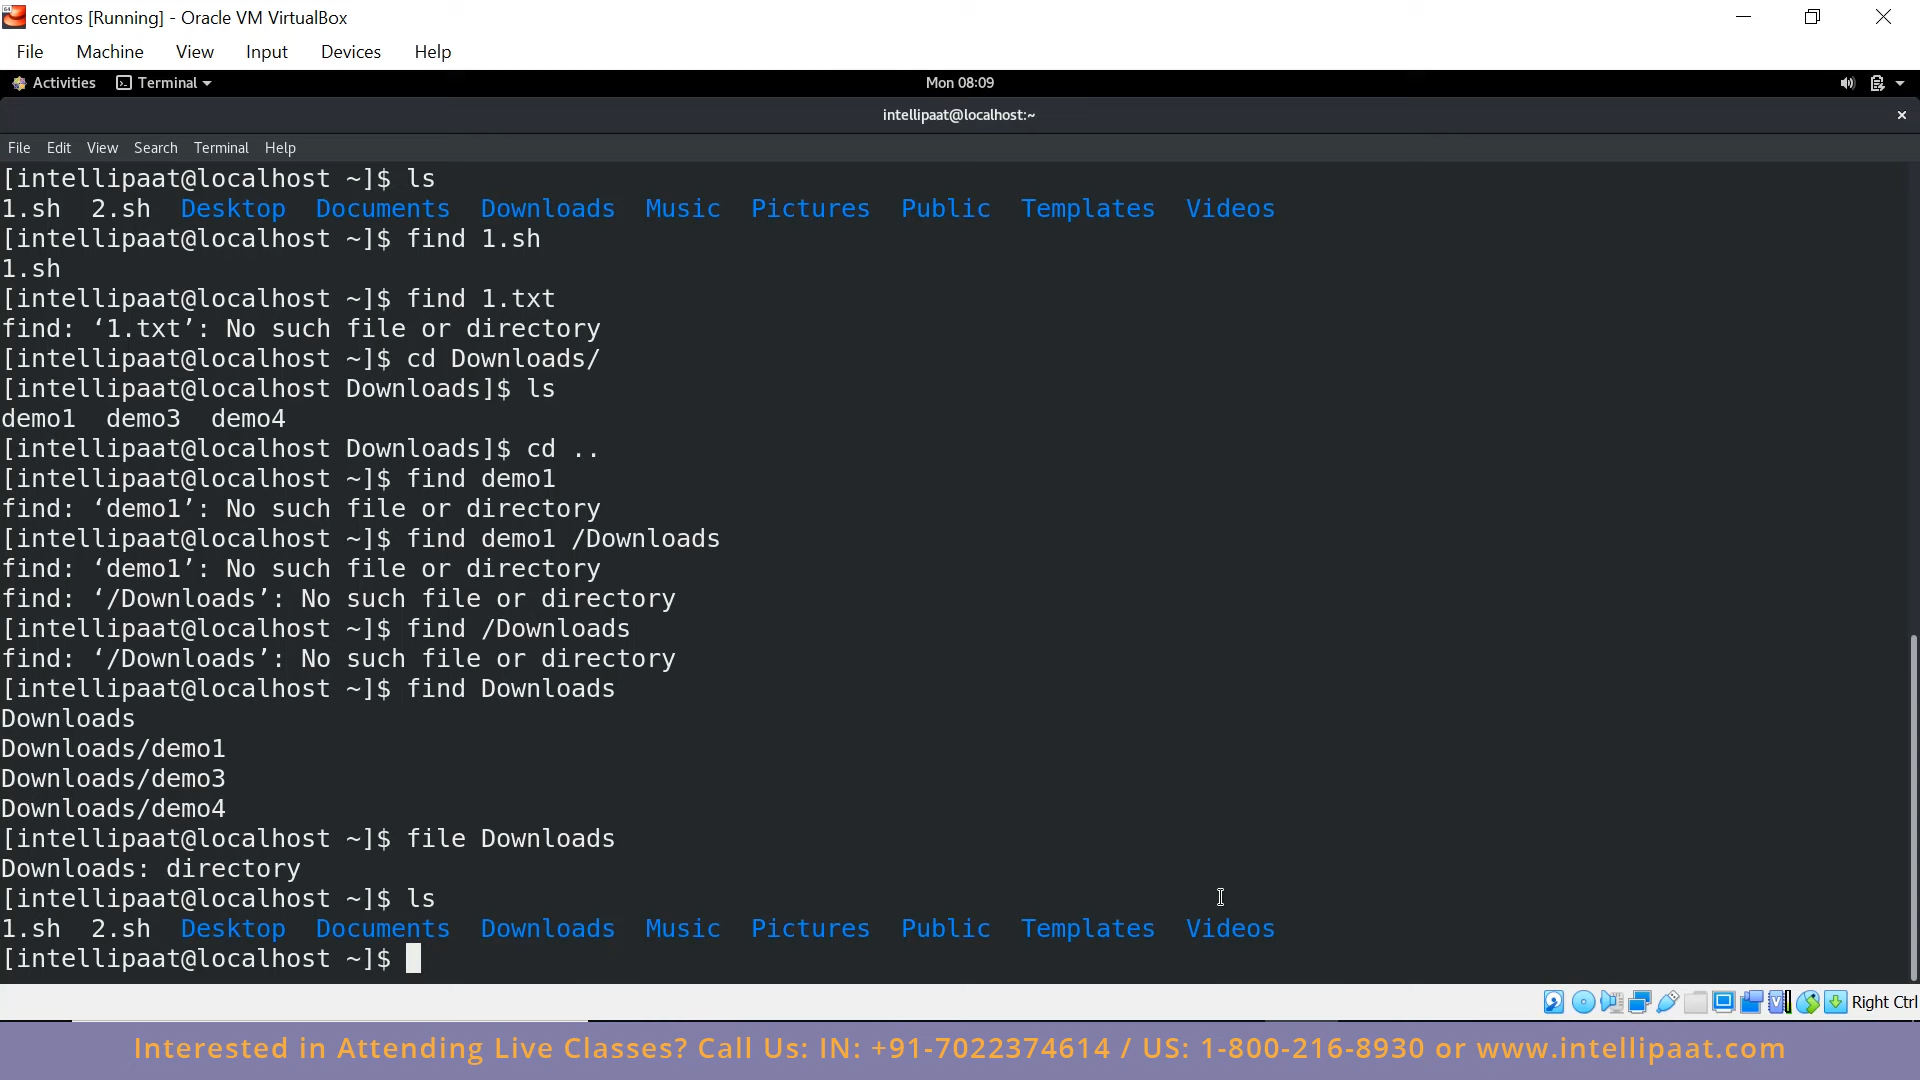 centos [Running] - Oracle VM VirtualBox
File Machine View Input Devices Help
Activities Terminal Mon 08:09
intellipaat@localhost:~
File Edit View Search Terminal Help
[intellipaat@localhost ~]$ ls
1.sh 2.sh Desktop Documents Downloads Music Pictures Public Templates Videos
[intellipaat@localhost ~]$ find 1.sh
1.sh
[intellipaat@localhost ~]$ find 1.txt
find: ‘1.txt’: No such file or directory
[intellipaat@localhost ~]$ cd Downloads/
[intellipaat@localhost Downloads]$ ls
demo1 demo3 demo4
[intellipaat@localhost Downloads]$ cd ..
[intellipaat@localhost ~]$ find demo1
find: ‘demo1’: No such file or directory
[intellipaat@localhost ~]$ find demo1 /Downloads
find: ‘demo1’: No such file or directory
find: ‘/Downloads’: No such file or directory
[intellipaat@localhost ~]$ find /Downloads
find: ‘/Downloads’: No such file or directory
[intellipaat@localhost ~]$ find Downloads
Downloads
Downloads/demo1
Downloads/demo3
Downloads/demo4
[intellipaat@localhost ~]$ file Downloads
Downloads: directory
[intellipaat@localhost ~]$ ls
1.sh 2.sh Desktop Documents Downloads Music Pictures Public Templates Videos
[intellipaat@localhost ~]$
Right Ctrl
Interested in Attending Live Classes? Call Us: IN: +91-7022374614 / US: 1-800-216-8930 or www.intellipaat.com